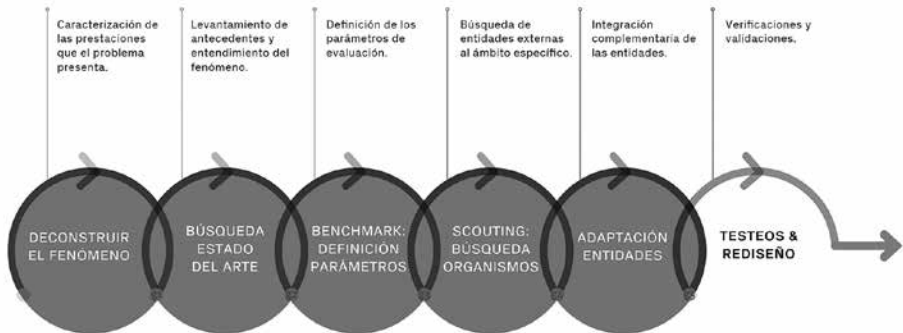 Caracterización de
las prestaciones
que el problema
presenta.
Levantamiento de
antecedentes y
entendimiento del
fenómeno.
Definición de los
parámetros de
evaluación.
Búsqueda de
entidades externas
al ámbito específico.
Integración
complementaria de
las entidades.
Verificaciones y
validaciones.
DECONSTRUIR
EL FENÓMENO
BÚSQUEDA
ESTADO
DEL ARTE
BENCHMARK:
DEFINICIÓN
PARÁMETROS
SCOUTING:
BÚSQUEDA
ORGANISMOS
ADAPTACIÓN
ENTIDADES
TESTEOS &
REDISEÑO